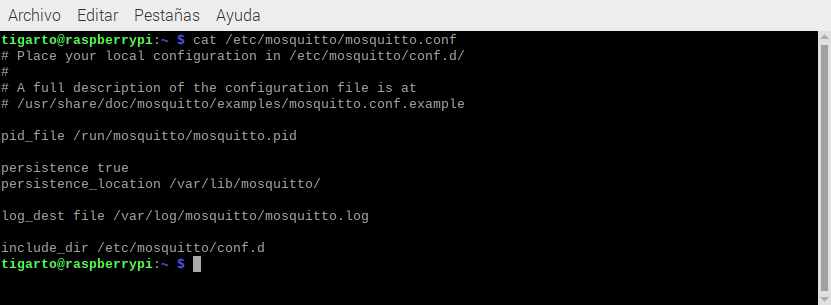 Archivo Editar Pestañas Ayuda
tigarto@raspberrypi:~ $ cat /etc/mosquitto/mosquitto.conf
# Place your local configuration in /etc/mosquitto/conf.d/
#
# A full description of the configuration file is at
# /usr/share/doc/mosquitto/examples/mosquitto.conf.example
pid_file /run/mosquitto/mosquitto.pid
persistence true
persistence_location /var/lib/mosquitto/
log_dest file /var/log/mosquitto/mosquitto.log
include_dir /etc/mosquitto/conf.d
tigarto@raspberrypi:~ $